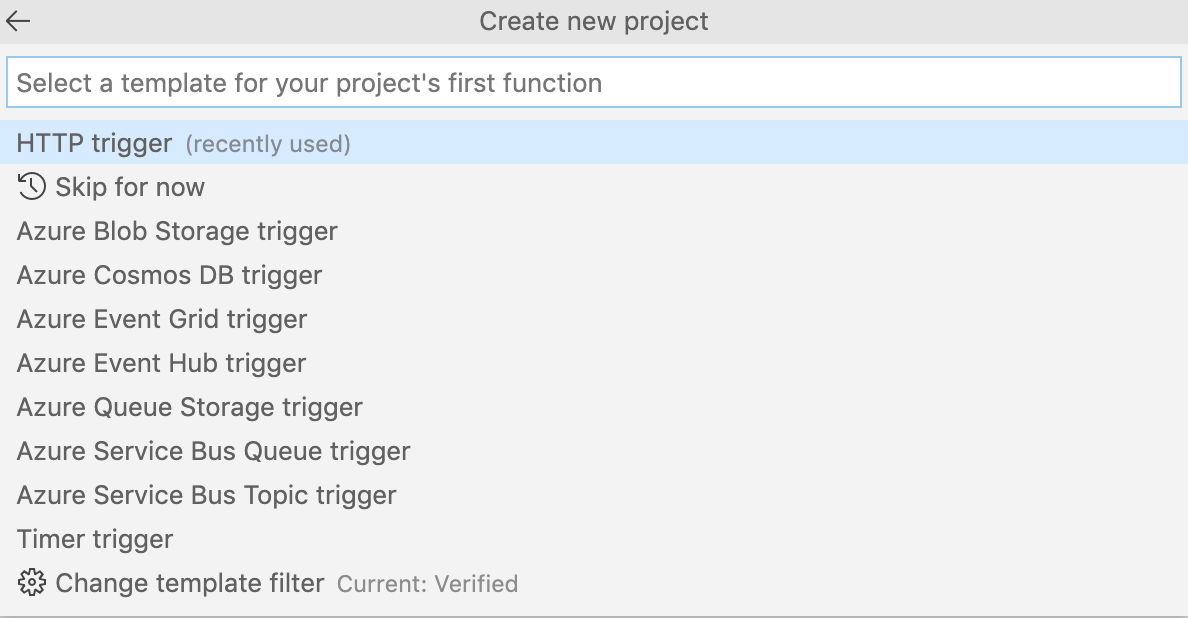 Create new project
Select a template for your project's first function
HTTP trigger (recently used)
Skip for now
Azure Blob Storage trigger
Azure Cosmos DB trigger
Azure Event Grid trigger
Azure Event Hub trigger
Azure Queue Storage trigger
Azure Service Bus Queue trigger
Azure Service Bus Topic trigger
Timer trigger
Change template filter Current: Verified